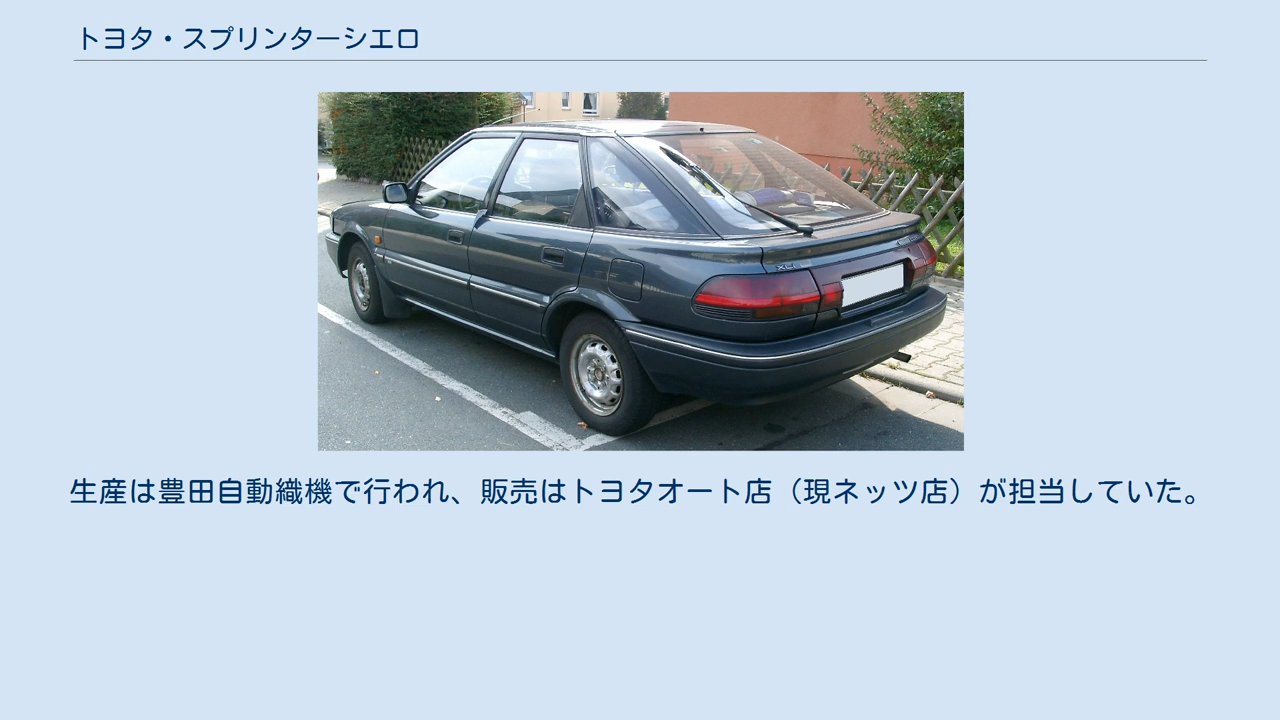 トヨタ・スプリンターシエロ
生産は豊田自動織機で行われ、販売はトヨタオート店（現ネッツ店）が担当していた。